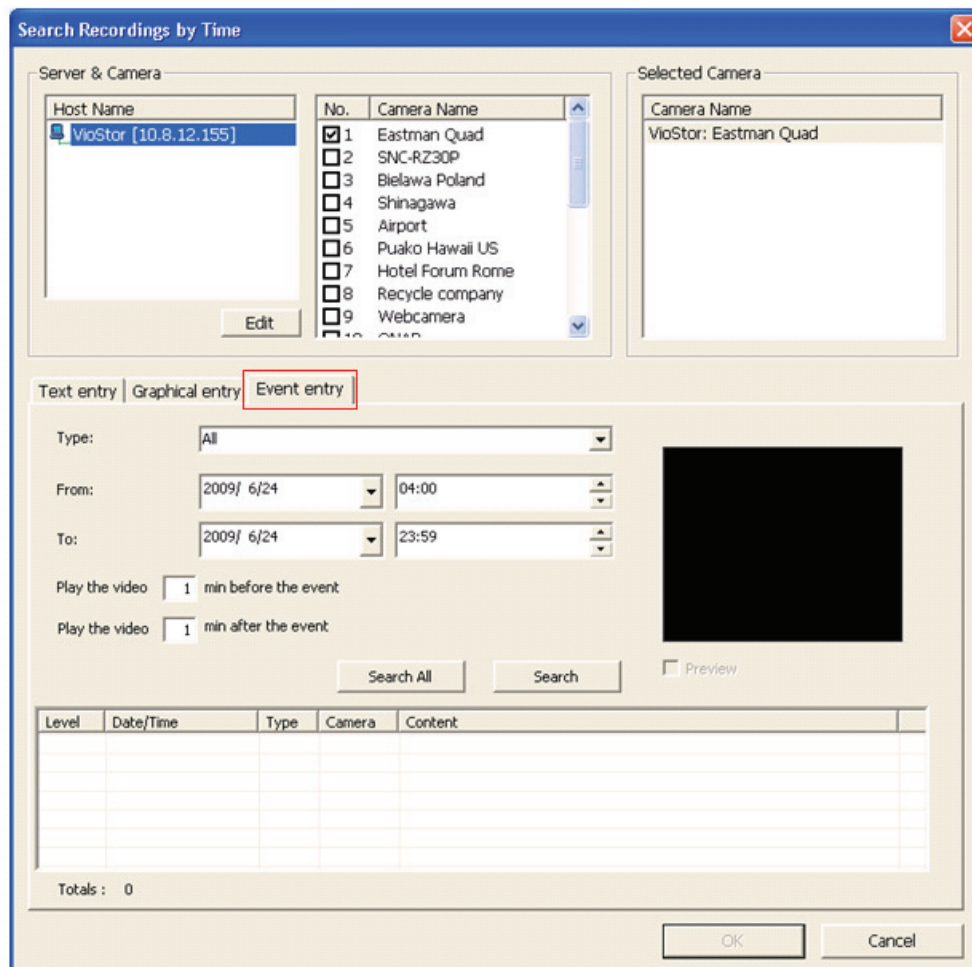 Search Recordings by Time
Server & Camera
Host Name
VioStor [10.8.12.155]
Edit
No. Camera Name
1 Eastman Quad
2 SNC-RZ30P
3 Bielawa Poland
4 Shinagawa
5 Airport
6 Puako Hawaii US
7 Hotel Forum Rome
8 Recycle company
9 Webcamera
Selected Camera
Camera Name
VioStor: Eastman Quad
Text entry Graphical entry Event entry
Type: All
From: 2009/ 6/24 04:00
To: 2009/ 6/24 23:59
Play the video 1 min before the event
Play the video 1 min after the event
Preview
Search All Search
Level Date/Time Type Camera Content
Totals : 0
OK Cancel